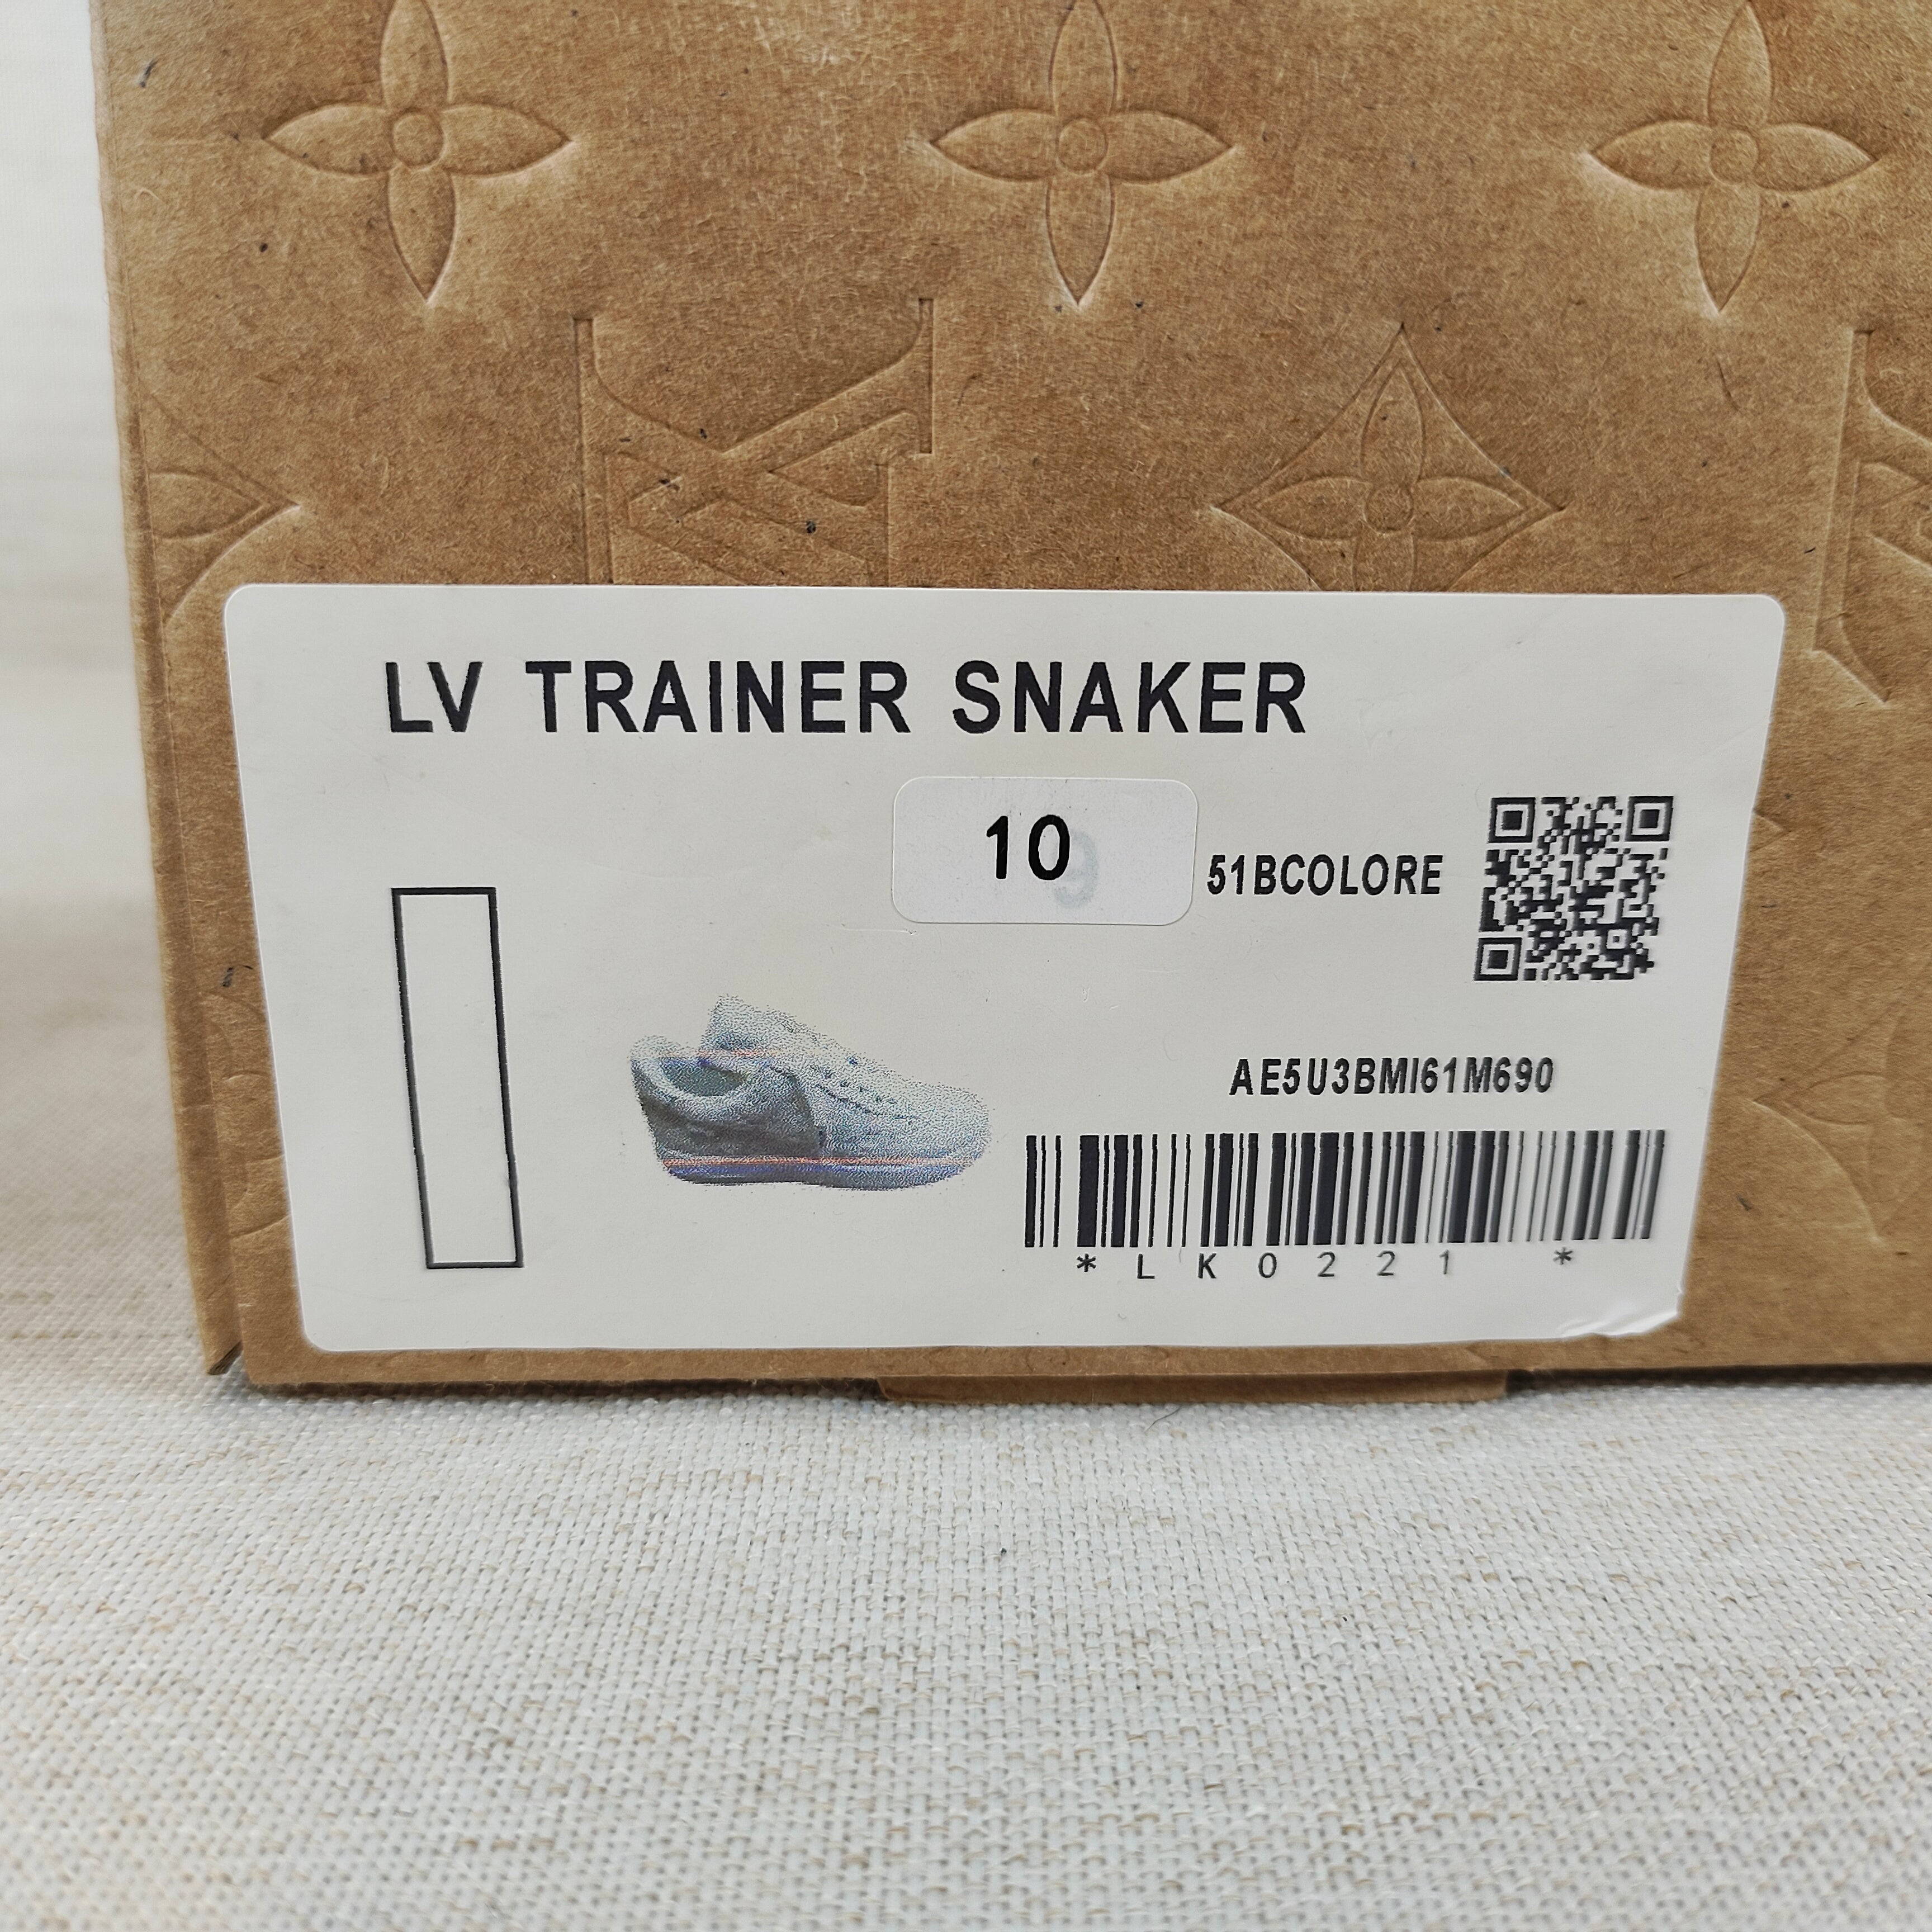 LV TRAINER SNAKER
10
51BCOLORE
AE5U3BMI61M690
*LK0221 *